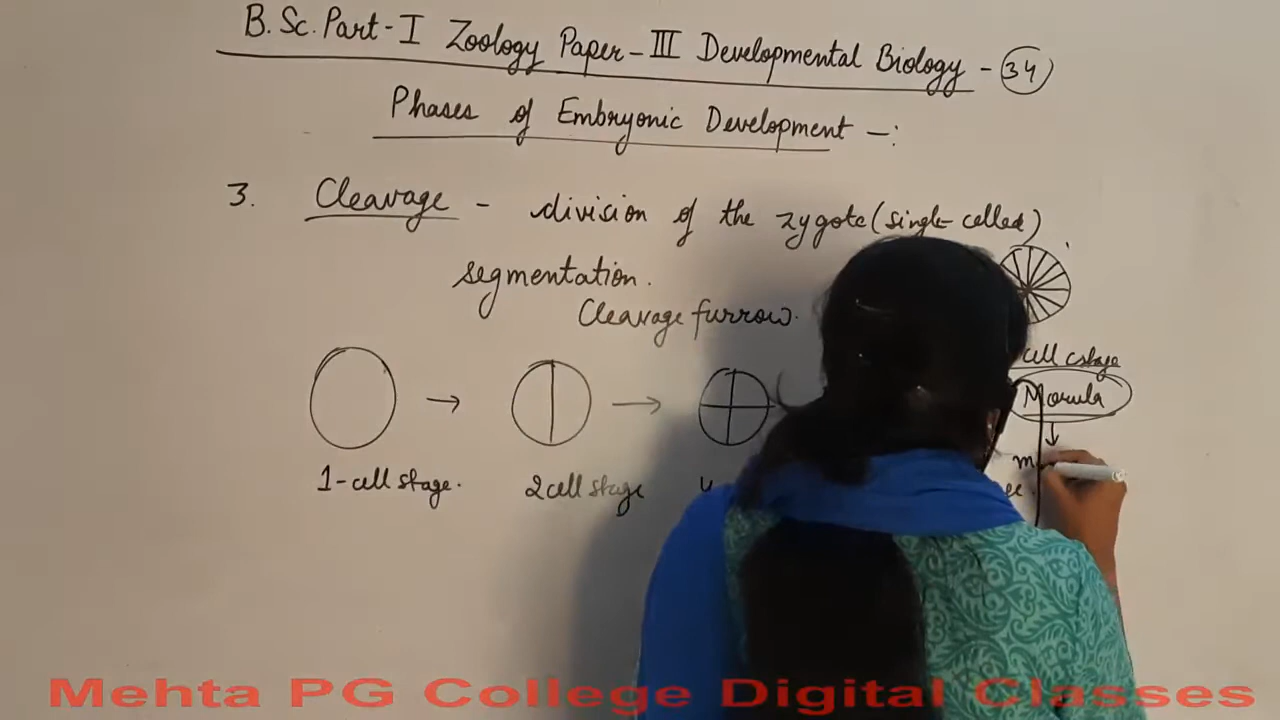 B.Sc. Part-I Zoology Paper-III Developmental Biology - 34
Phases of Embryonic Development -:
3. Cleavage - division of the zygote (single-celled)
segmentation.
Cleavage furrow.
cell cstage
Morula
1-cell stage.
2 cell stage
Mehta PG College Digital Classes